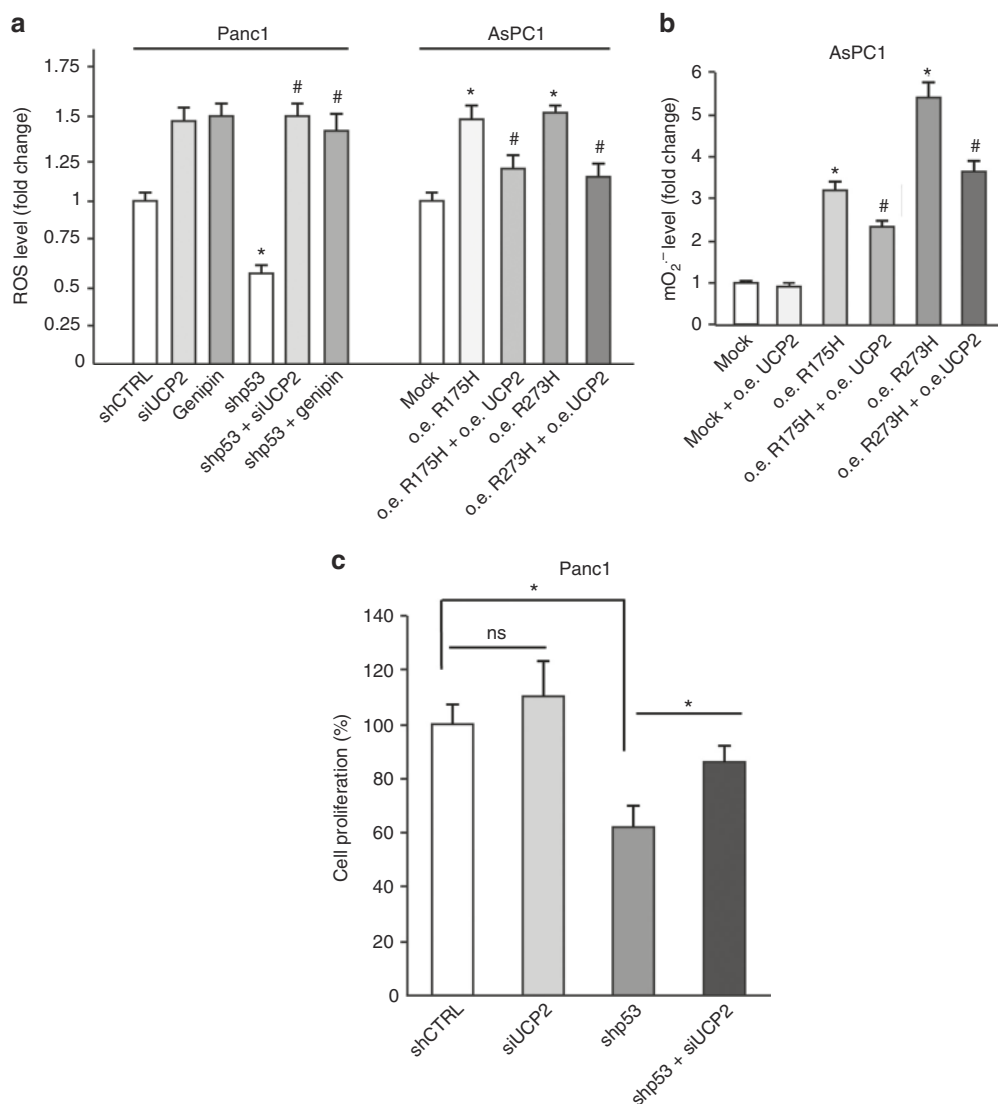 a
Panc1
AsPC1
ROS level (fold change)
1.75
1.5
1.25
1
0.75
0.5
0.25
0
*
#
#
*
#
*
#
shCTRL
siUCP2
Genipin
shp53
shp53 + siUCP2
shp53 + genipin
Mock
o.e. R175H
o.e. R175H + o.e. UCP2
o.e. R273H
o.e. R273H + o.e.UCP2
b
AsPC1
mO2·− level (fold change)
6
5
4
3
2
1
0
*
#
*
#
Mock
Mock + o.e. UCP2
o.e. R175H
o.e. R175H + o.e. UCP2
o.e. R273H
o.e. R273H + o.e.UCP2
c
Panc1
Cell proliferation (%)
140
120
100
80
60
40
20
0
*
ns
*
shCTRL
siUCP2
shp53
shp53 + siUCP2